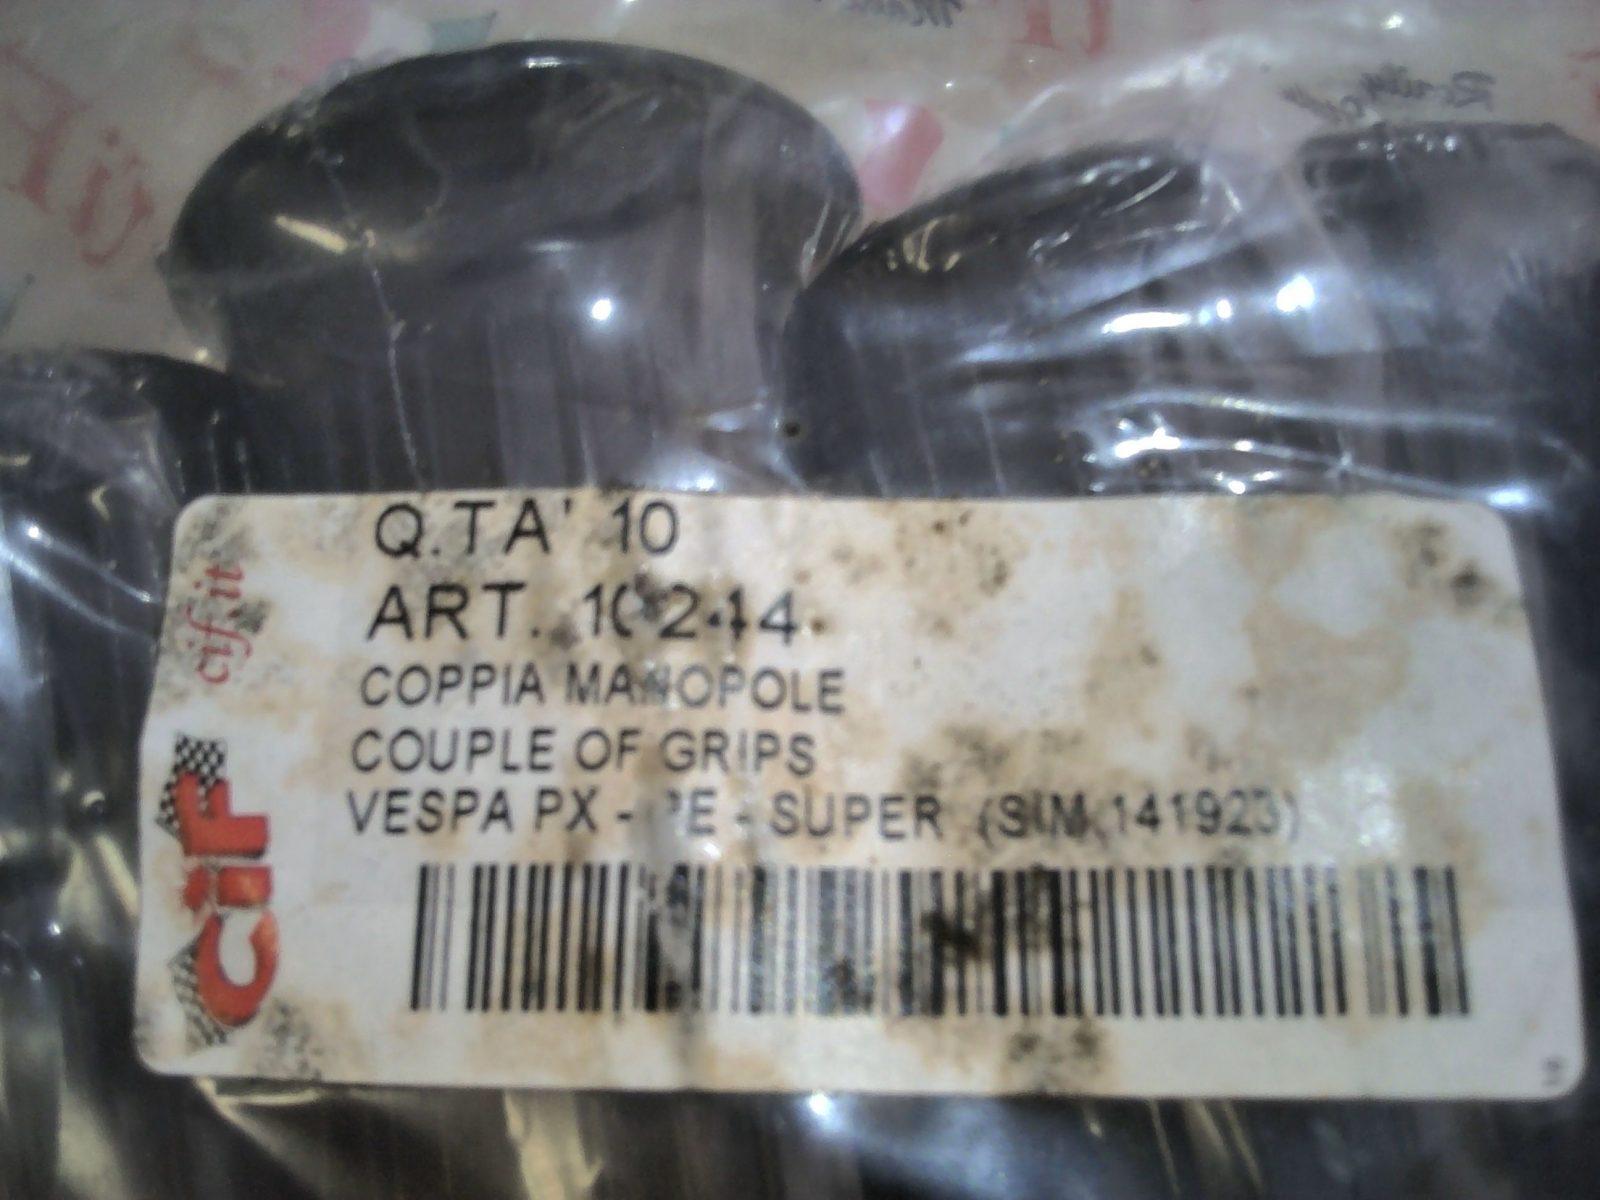 Q.TA' 10
ART. 10244
COPPIA MANOPOLE
COUPLE OF GRIPS
VESPA PX - PE - SUPER (SIM.141923)
cif.it
CiF